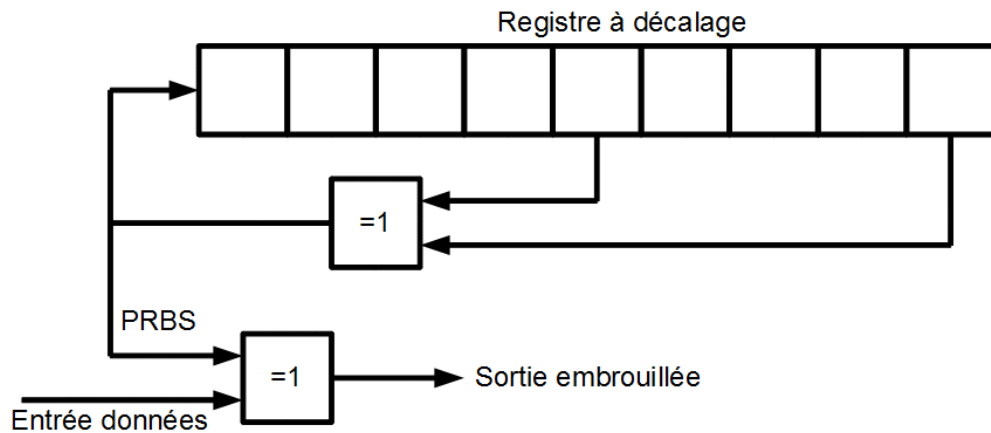 Registre à décalage
=1
PRBS
=1
Sortie embrouillée
Entrée données